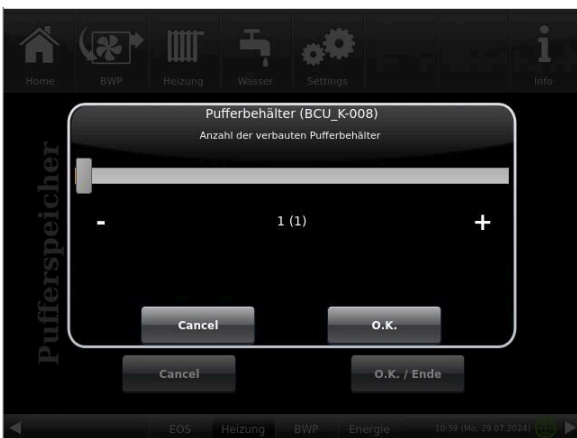 Home
BWP
Heizung
Wasser
Settings
Info
Pufferbehälter (BCU_K-008)
Anzahl der verbauten Pufferbehälter
Pufferspeicher
- 1 (1) +
Cancel
O.K.
Cancel
O.K. / Ende
EOS
Heizung
BWP
Energie
10:59 (Mo, 29.07.2024)